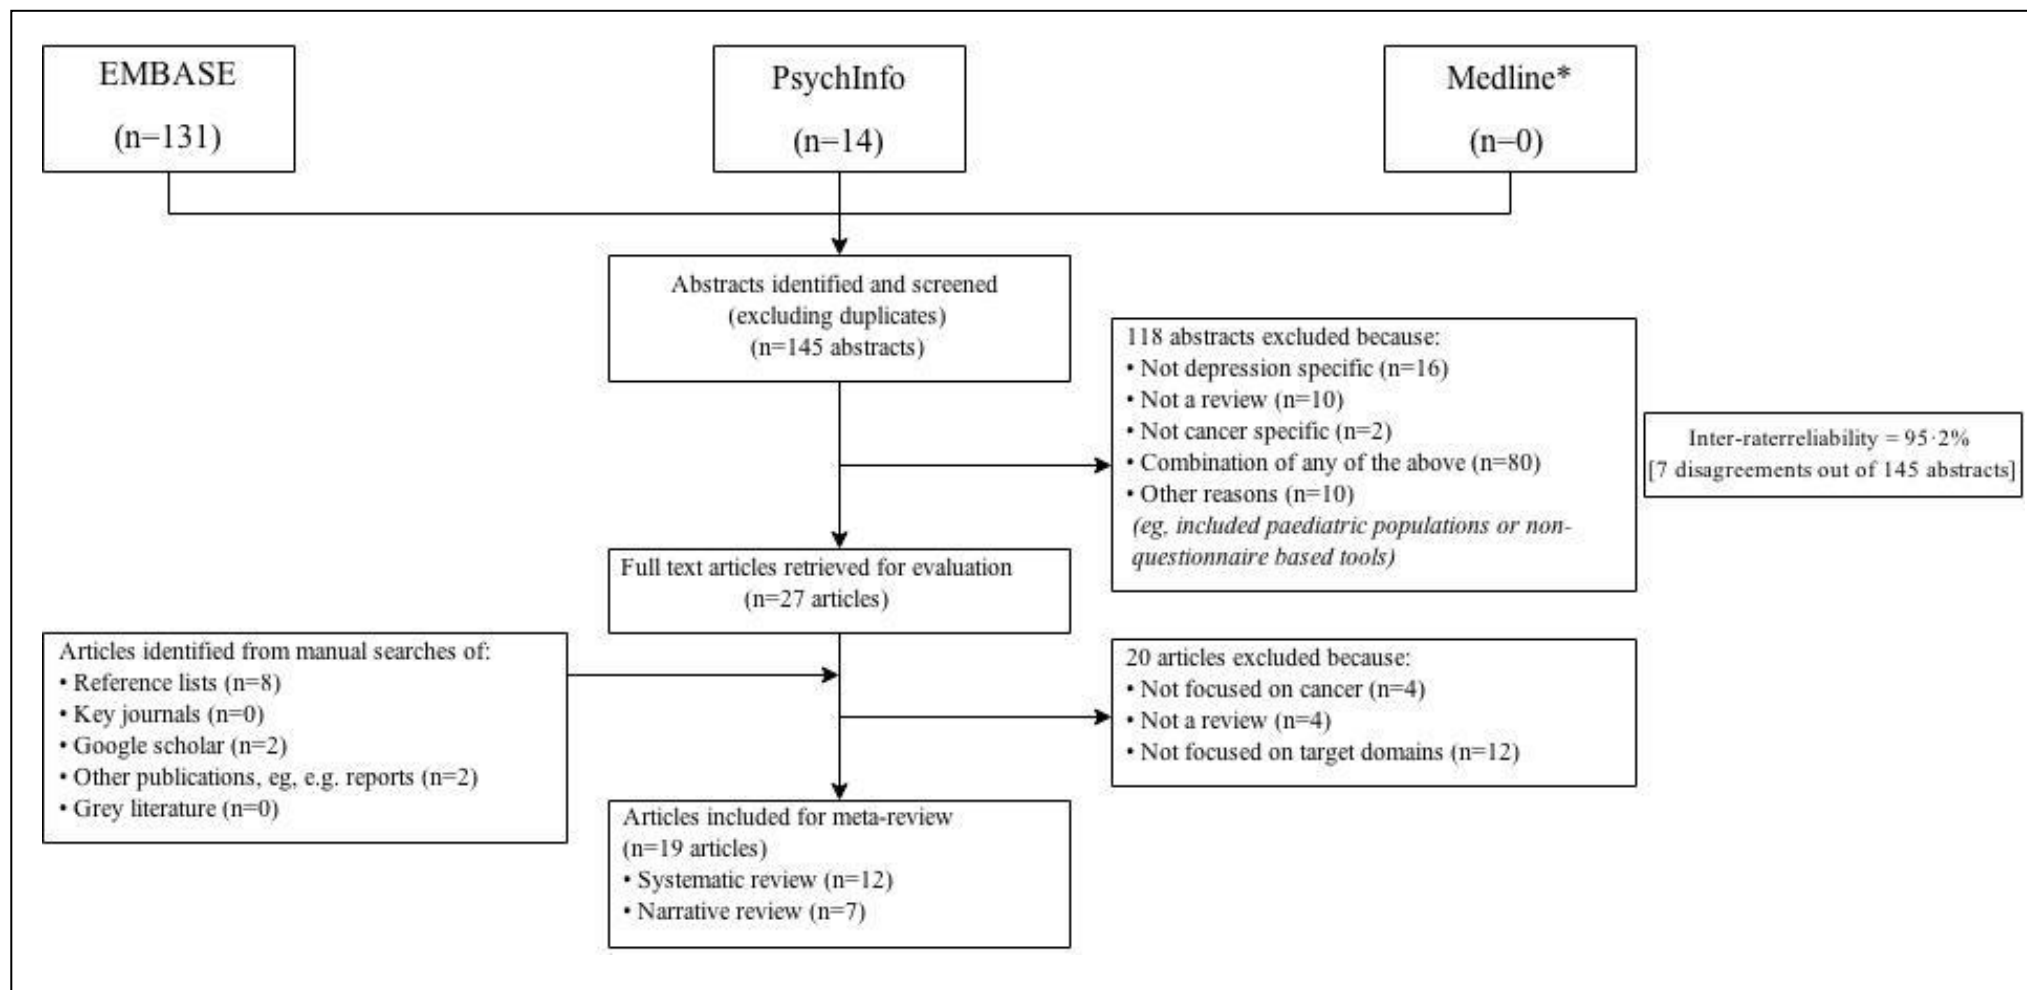 EMBASE
(n=131)
PsychInfo
(n=14)
Medline*
(n=0)
Abstracts identified and screened
(excluding duplicates)
(n=145 abstracts)
118 abstracts excluded because:
• Not depression specific (n=16)
• Not a review (n=10)
• Not cancer specific (n=2)
• Combination of any of the above (n=80)
• Other reasons (n=10)
(eg, included paediatric populations or non-
questionnaire based tools)
Inter-raterreliability = 95·2%
[7 disagreements out of 145 abstracts]
Full text articles retrieved for evaluation
(n=27 articles)
Articles identified from manual searches of:
• Reference lists (n=8)
• Key journals (n=0)
• Google scholar (n=2)
• Other publications, eg, e.g. reports (n=2)
• Grey literature (n=0)
20 articles excluded because:
• Not focused on cancer (n=4)
• Not a review (n=4)
• Not focused on target domains (n=12)
Articles included for meta-review
(n=19 articles)
• Systematic review (n=12)
• Narrative review (n=7)